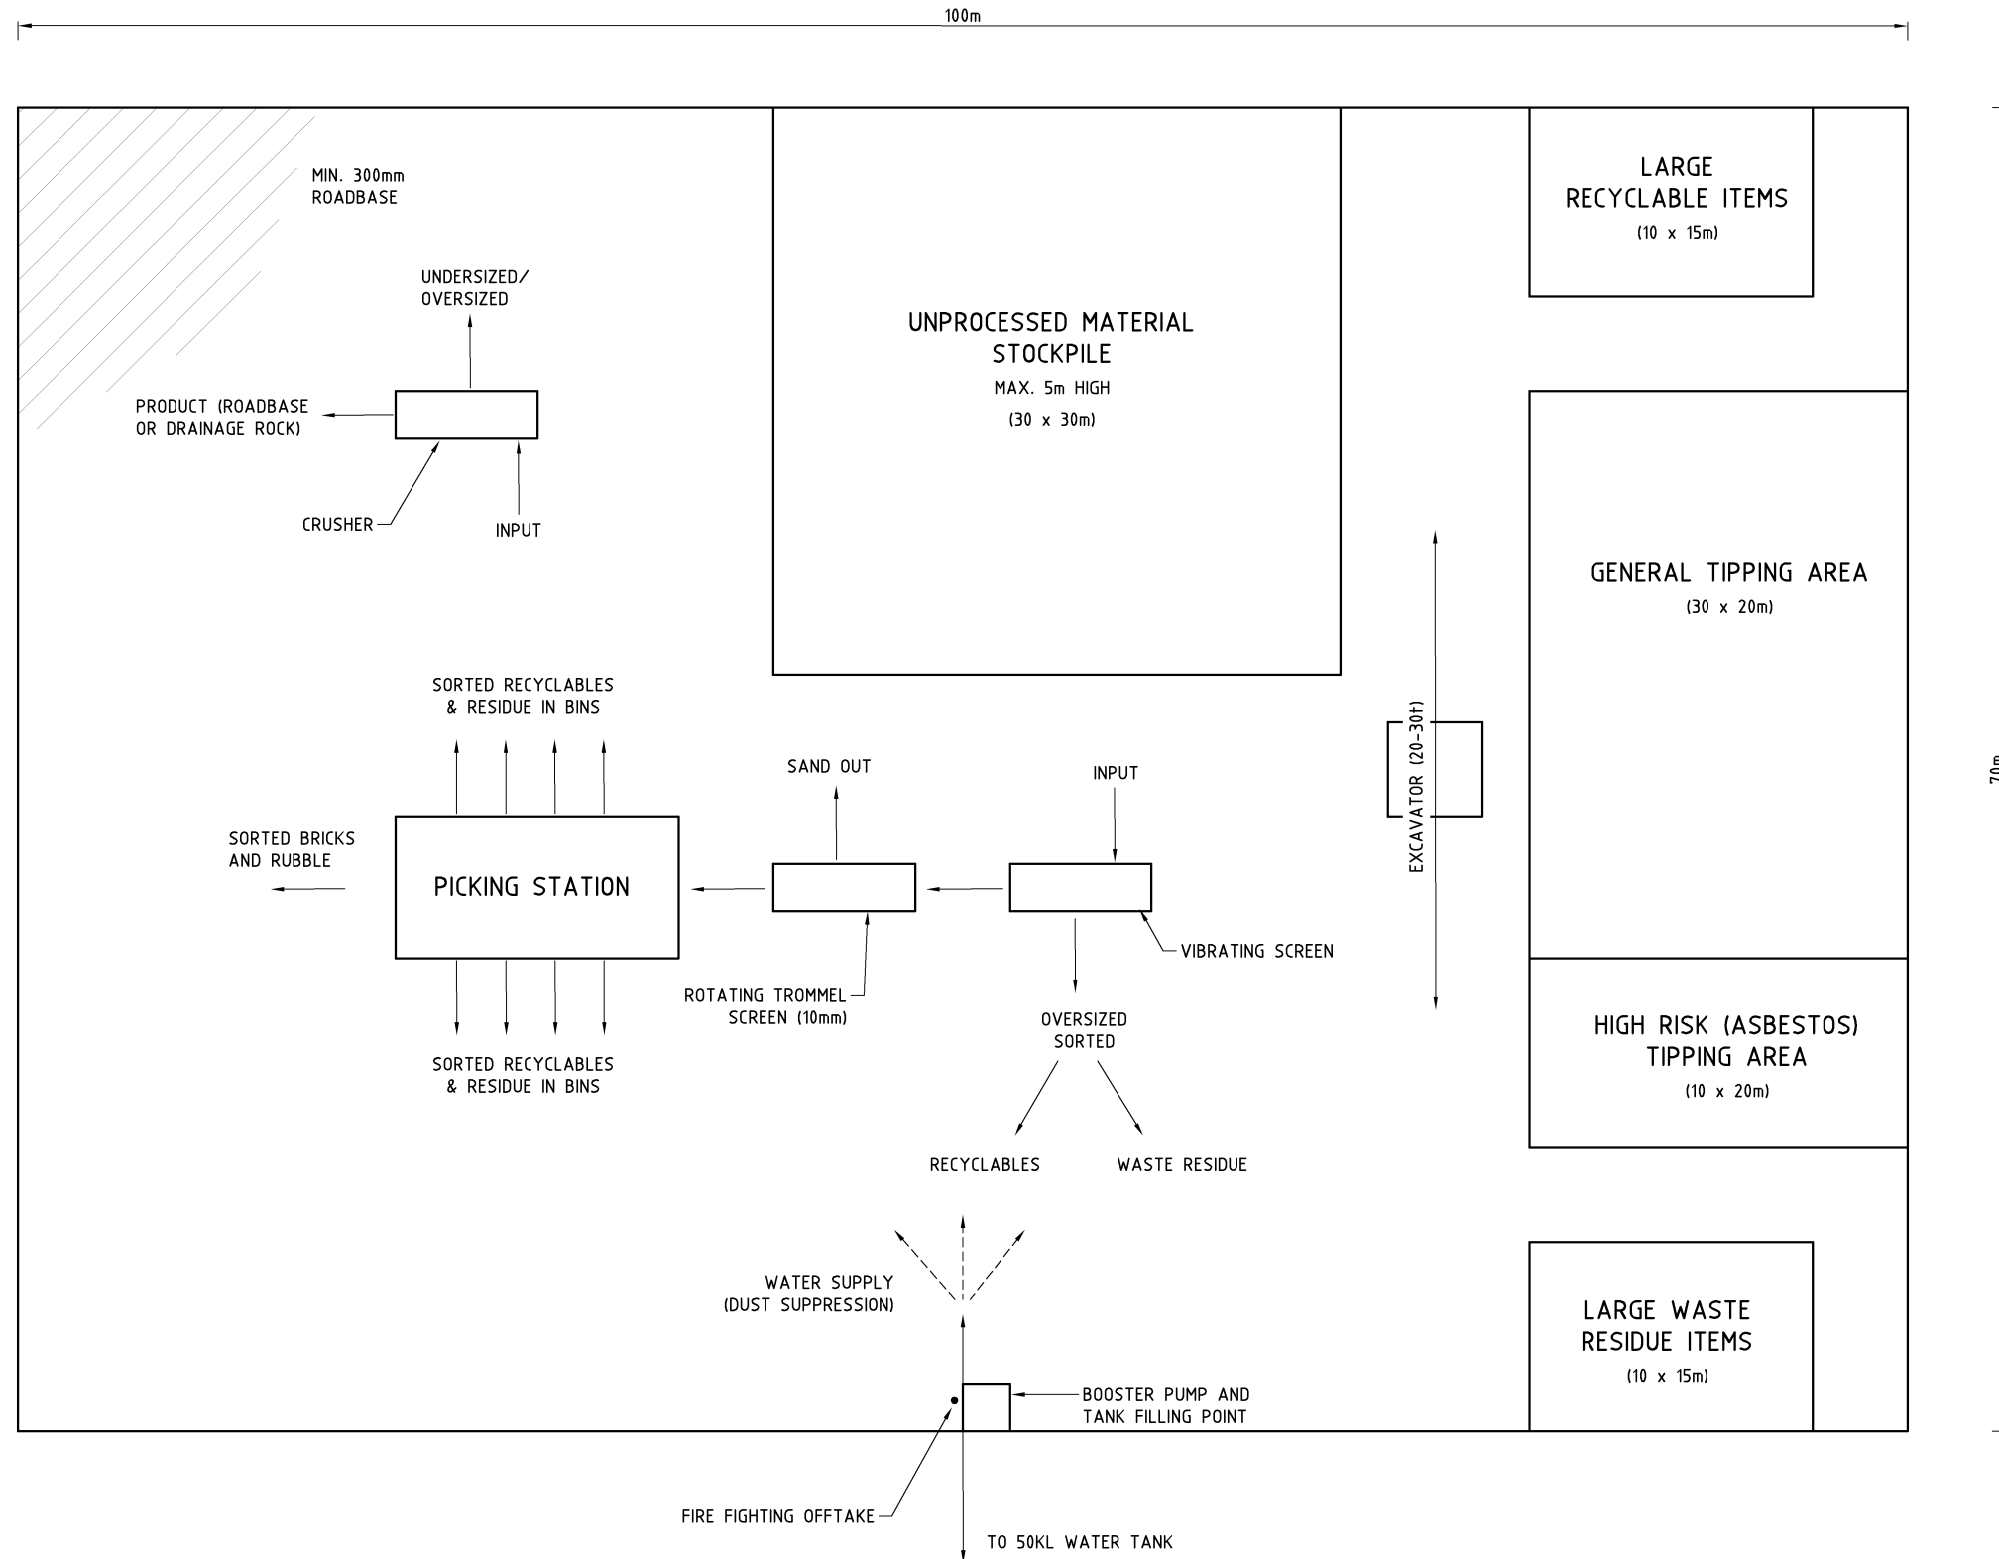 100m
MIN. 300mm
ROADBASE
LARGE
RECYCLABLE ITEMS
(10 x 15m)
UNDERSIZED/
OVERSIZED
UNPROCESSED MATERIAL
STOCKPILE
MAX. 5m HIGH
(30 x 30m)
PRODUCT (ROADBASE
OR DRAINAGE ROCK)
CRUSHER
INPUT
GENERAL TIPPING AREA
(30 x 20m)
SORTED RECYCLABLES
& RESIDUE IN BINS
EXCAVATOR (20-30t)
70m
SAND OUT
INPUT
SORTED BRICKS
AND RUBBLE
PICKING STATION
VIBRATING SCREEN
ROTATING TROMMEL
SCREEN (10mm)
OVERSIZED
SORTED
HIGH RISK (ASBESTOS)
TIPPING AREA
(10 x 20m)
SORTED RECYCLABLES
& RESIDUE IN BINS
RECYCLABLES
WASTE RESIDUE
WATER SUPPLY
(DUST SUPPRESSION)
LARGE WASTE
RESIDUE ITEMS
(10 x 15m)
BOOSTER PUMP AND
TANK FILLING POINT
FIRE FIGHTING OFFTAKE
TO 50KL WATER TANK